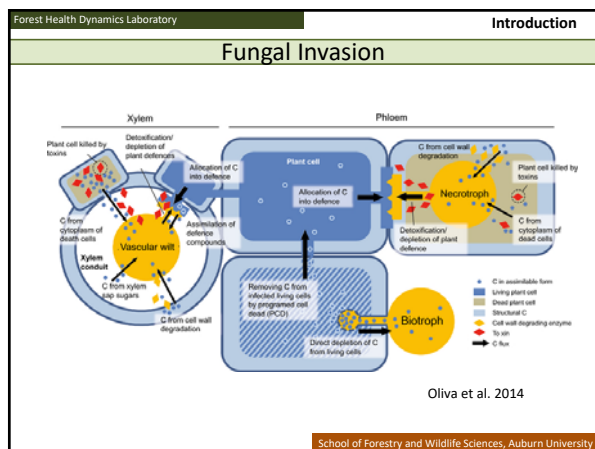 Forest Health Dynamics Laboratory
Introduction
Fungal Invasion
Xylem
Phloem
Plant cell killed by
toxins
Detoxification/
depletion of
plant defences
Allocation of C
into defence
Assimilation of
defence
compounds
C from
cytoplasm of
death cells
Vascular wilt
Xylem
conduit
C from xylem
sap sugars
C from cell wall
degradation
Plant cell
Allocation of C
into defence
Removing C from
infected living cells
by programed cell
dead (PCD)
Direct depletion of C
from living cells
Biotroph
C from cell wall
degradation
Plant cell
killed by
toxins
Necrotroph
Detoxification/
depletion of plant
defence
C from
cytoplasm of
dead cells
C in assimilable form
Living plant cell
Dead plant cell
Structural C
Cell wall degrading enzyme
To xin
C flux
Oliva et al. 2014
School of Forestry and Wildlife Sciences, Auburn University